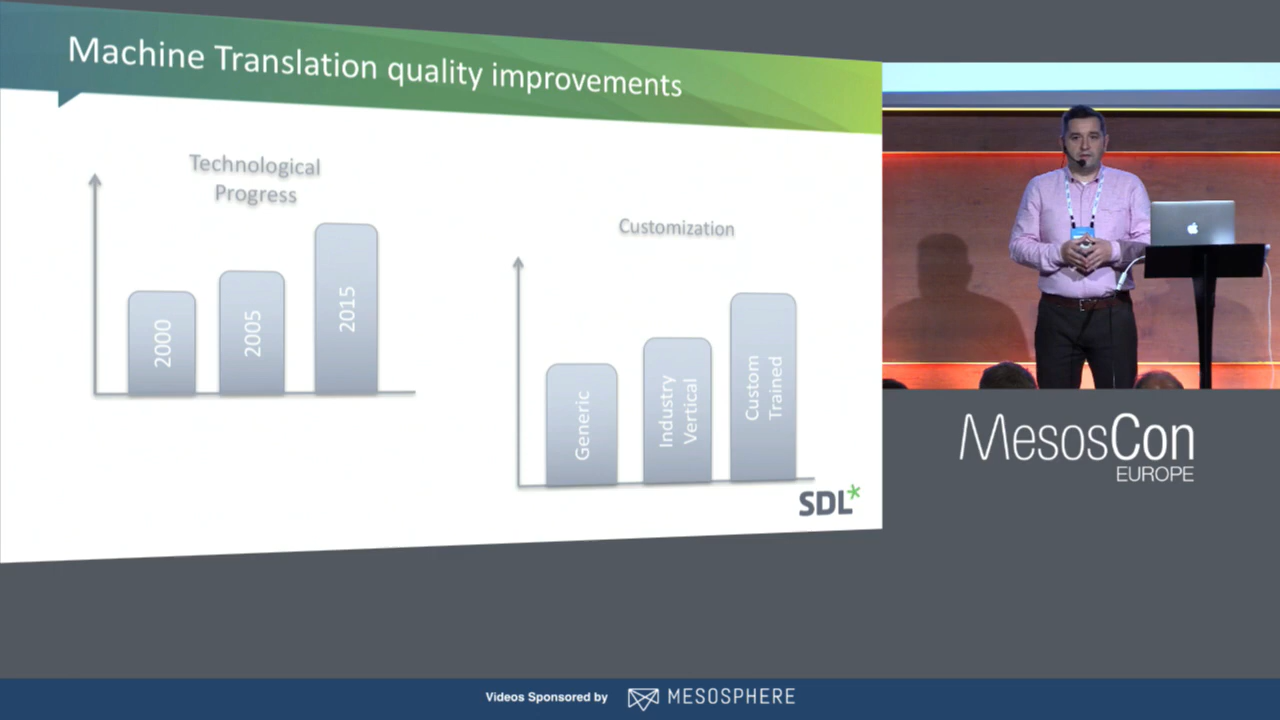 Machine Translation quality improvements
Technological
Progress
2000
2005
2015
Customization
Generic
Industry
Vertical
Custom
Trained
SDL*
MesosCon
EUROPE
Videos Sponsored by MESOSPHERE